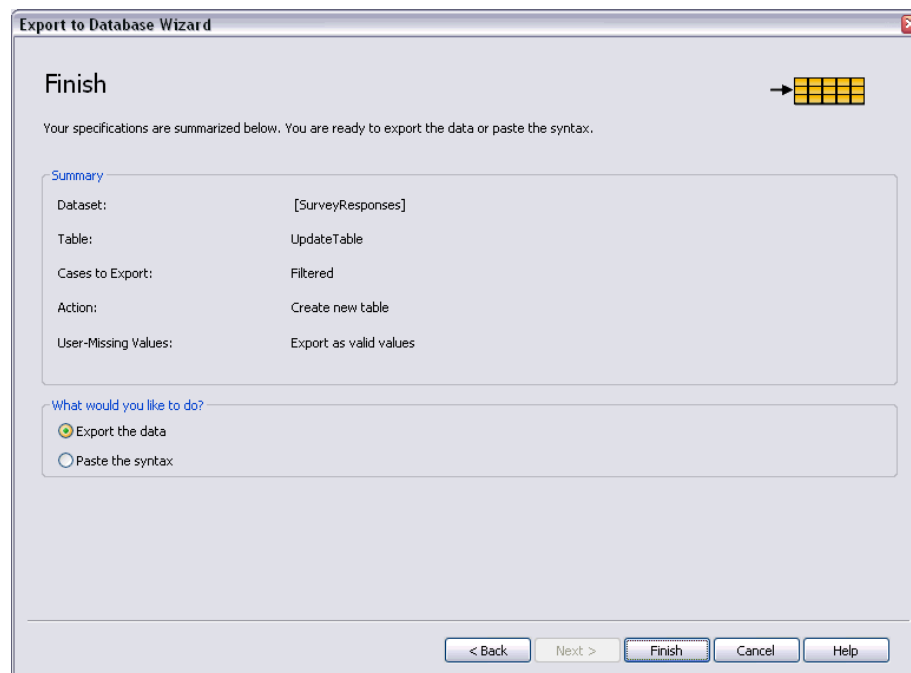 Export to Database Wizard
Finish
Your specifications are summarized below. You are ready to export the data or paste the syntax.
Summary
Dataset: [SurveyResponses]
Table: UpdateTable
Cases to Export: Filtered
Action: Create new table
User-Missing Values: Export as valid values
What would you like to do?
Export the data
Paste the syntax
< Back Next > Finish Cancel Help